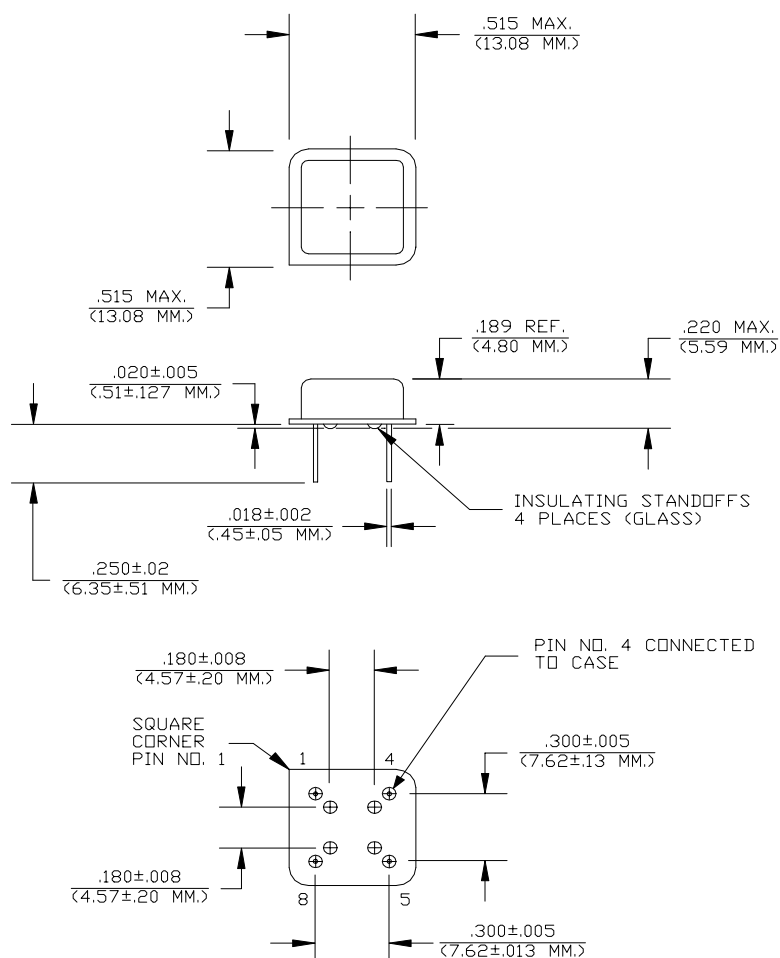 .515 MAX.
(13.08 MM.)
.515 MAX.
(13.08 MM.)
.189 REF.
(4.80 MM.)
.220 MAX.
(5.59 MM.)
.020±.005
(.51±.127 MM.)
INSULATING STANDOFFS
4 PLACES (GLASS)
.018±.002
(.45±.05 MM.)
.250±.02
(6.35±.51 MM.)
.180±.008
(4.57±.20 MM.)
PIN NO. 4 CONNECTED
TO CASE
SQUARE
CORNER
PIN NO. 1
1
4
.300±.005
(7.62±.13 MM.)
.180±.008
(4.57±.20 MM.)
8
5
.300±.005
(7.62±.013 MM.)